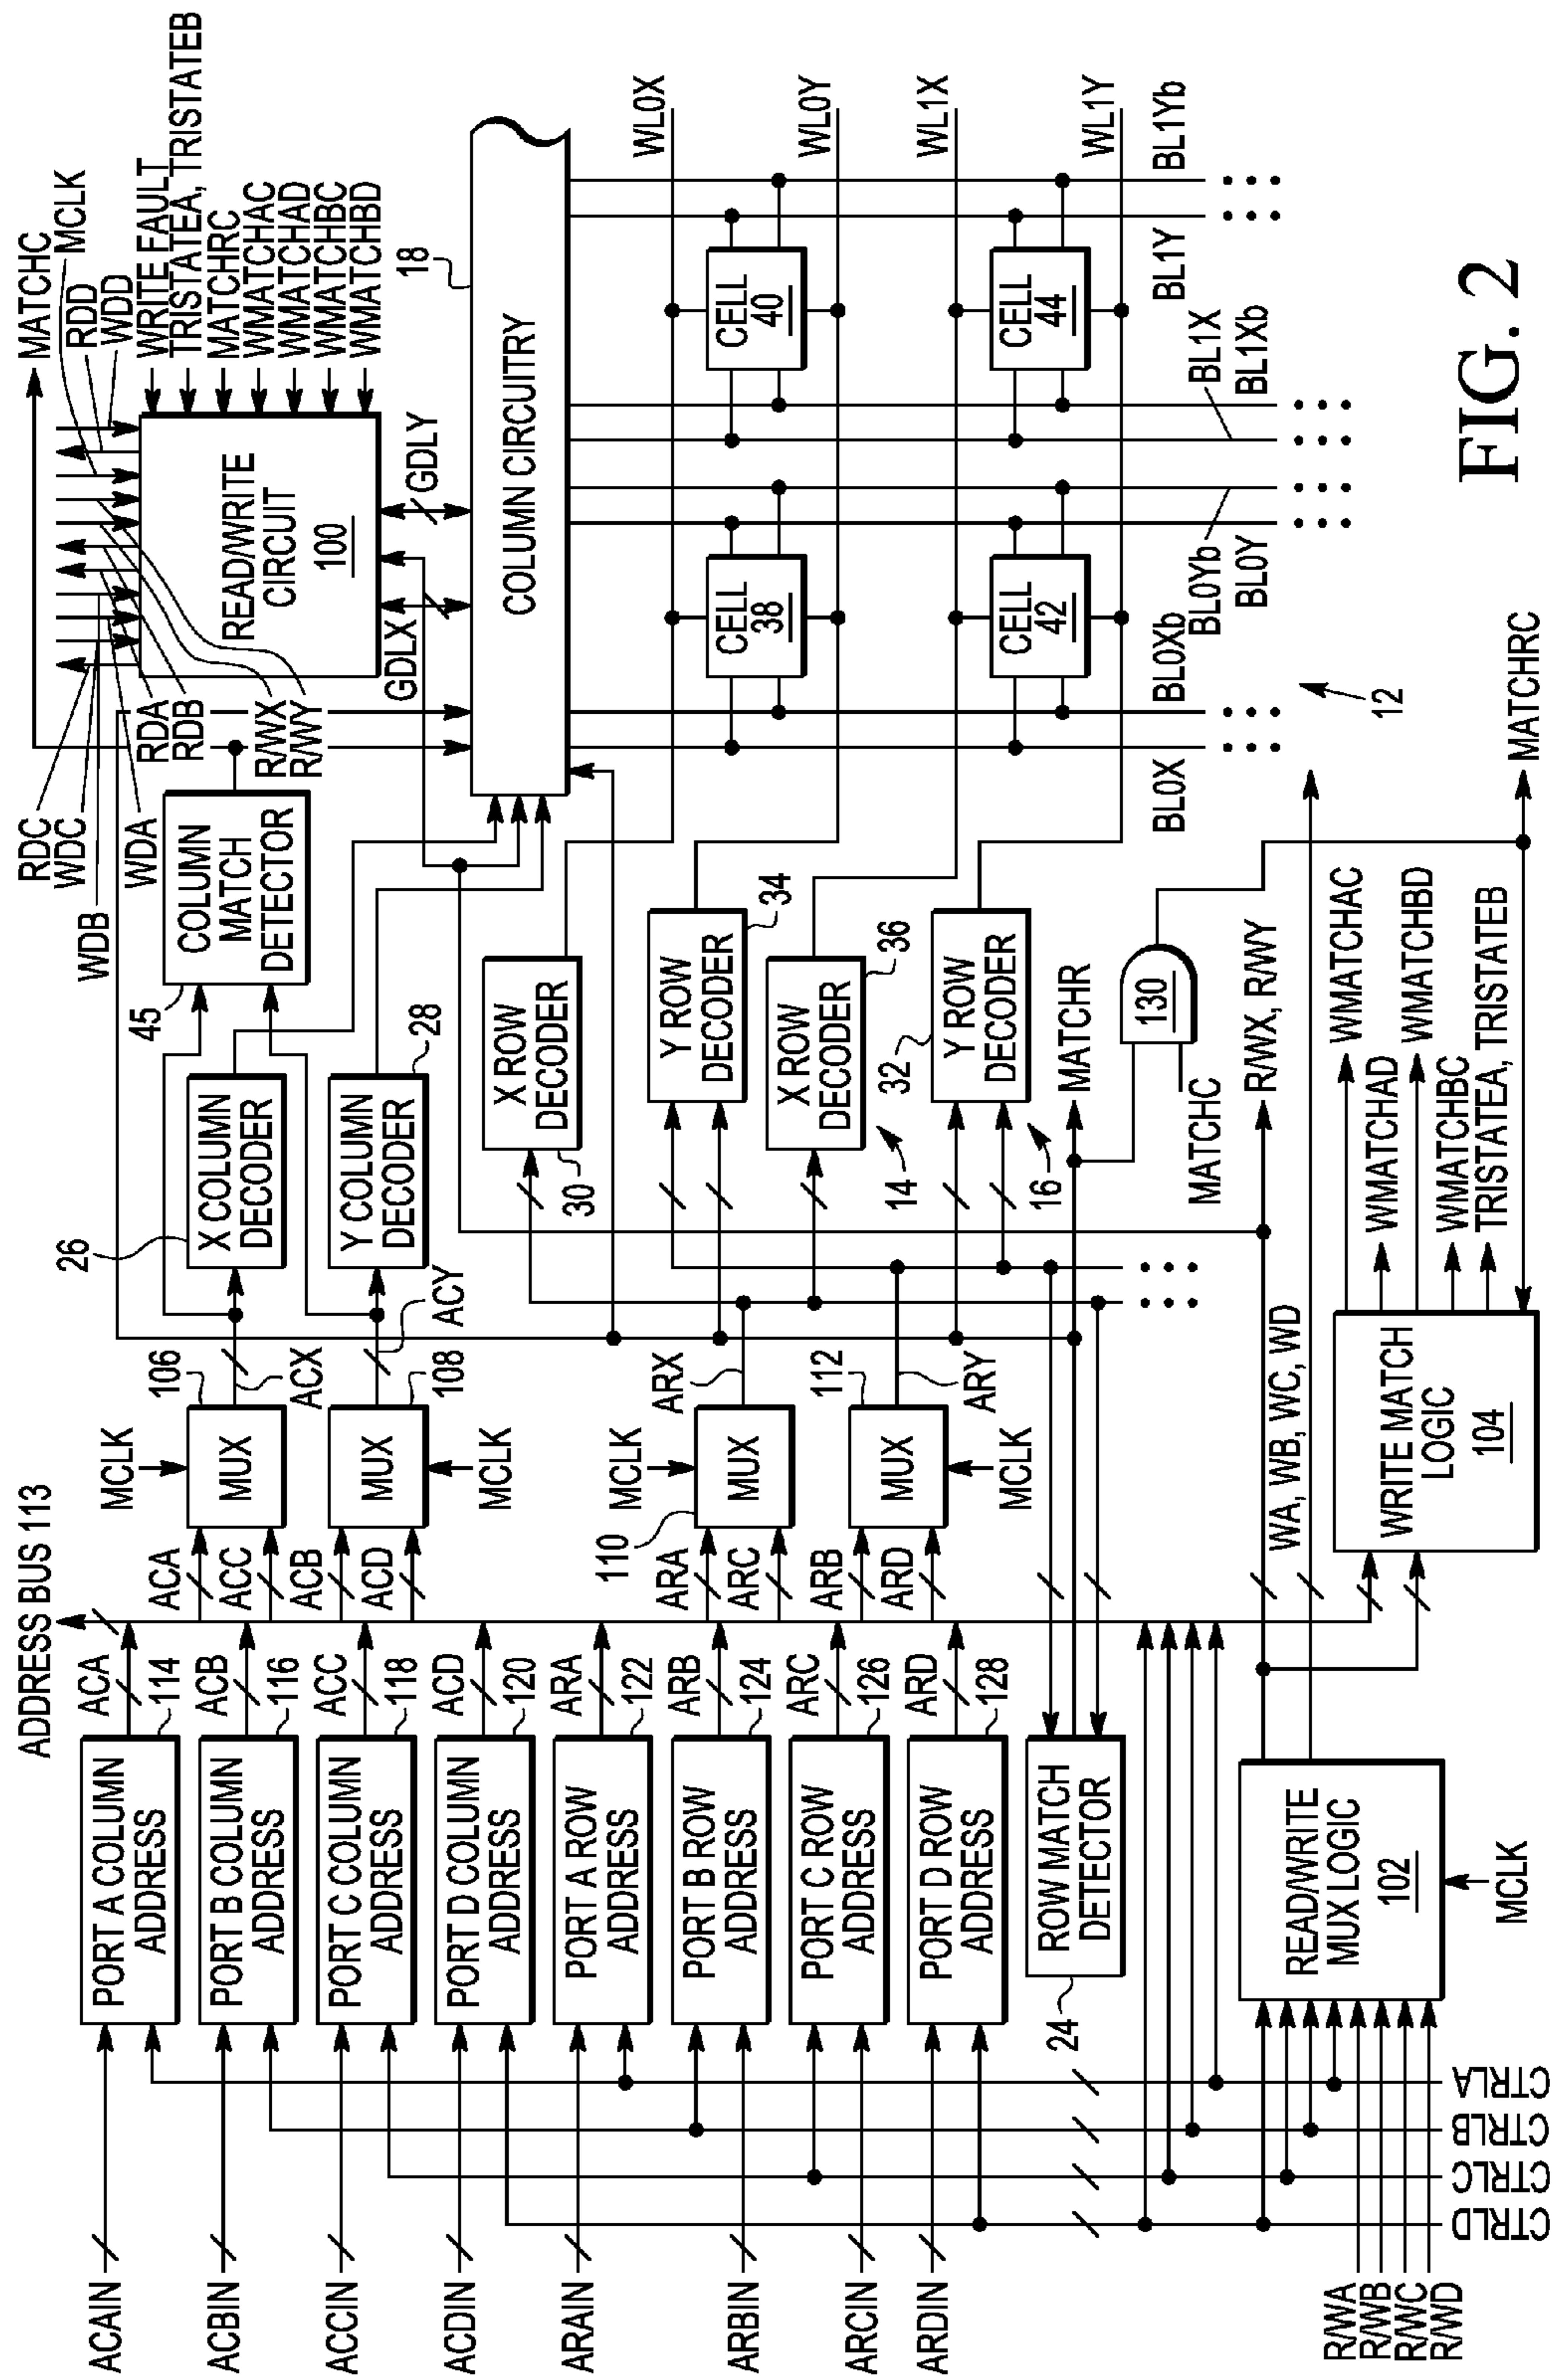 ADDRESS BUS 113
ACAIN
ACBIN
ACCIN
ACDIN
ARAIN
ARBIN
ARCIN
ARDIN
R/WA
R/WB
R/WC
R/WD
CTRLD
CTRLC
CTRLB
CTRLA
PORT A COLUMN
ADDRESS
114
ACA
PORT B COLUMN
ADDRESS
116
ACB
PORT C COLUMN
ADDRESS
118
ACC
PORT D COLUMN
ADDRESS
120
ACD
PORT A ROW
ADDRESS
122
ARA
PORT B ROW
ADDRESS
124
ARB
PORT C ROW
ADDRESS
126
ARC
PORT D ROW
ADDRESS
128
ARD
ROW MATCH
DETECTOR
24
READ/WRITE
MUX LOGIC
102
MCLK
ACA
ACC
ACB
ACD
ARA
ARC
ARB
ARD
MCLK
MUX
106
ACX
MUX
108
ACY
MCLK
MCLK
MUX
110
ARX
MUX
112
ARY
MCLK
WA, WB, WC, WD
WRITE MATCH
LOGIC
104
X COLUMN
DECODER
26
Y COLUMN
DECODER
28
COLUMN
MATCH
DETECTOR
45
X ROW
DECODER
30
Y ROW
DECODER
34
X ROW
DECODER
36
Y ROW
DECODER
32
14
16
MATCHR
MATCHC
130
R/WX, R/WY
WMATCHAC
WMATCHAD
WMATCHBD
WMATCHBC
TRISTATEA, TRISTATEB
MATCHRC
RDC
WDC
WDB
WDA
RDA
RDB
R/WX
R/WY
MATCHC
MCLK
RDD
WDD
WRITE FAULT
TRISTATEA, TRISTATEB
MATCHRC
WMATCHAC
WMATCHAD
WMATCHBC
WMATCHBD
READ/WRITE
CIRCUIT
100
GDLX
GDLY
COLUMN CIRCUITRY
18
WL0X
WL0Y
WL1X
WL1Y
CELL
38
CELL
40
CELL
42
CELL
44
BL0X
BL0Xb
BL0Yb
BL0Y
BL1X
BL1Xb
BL1Y
BL1Yb
12
FIG. 2